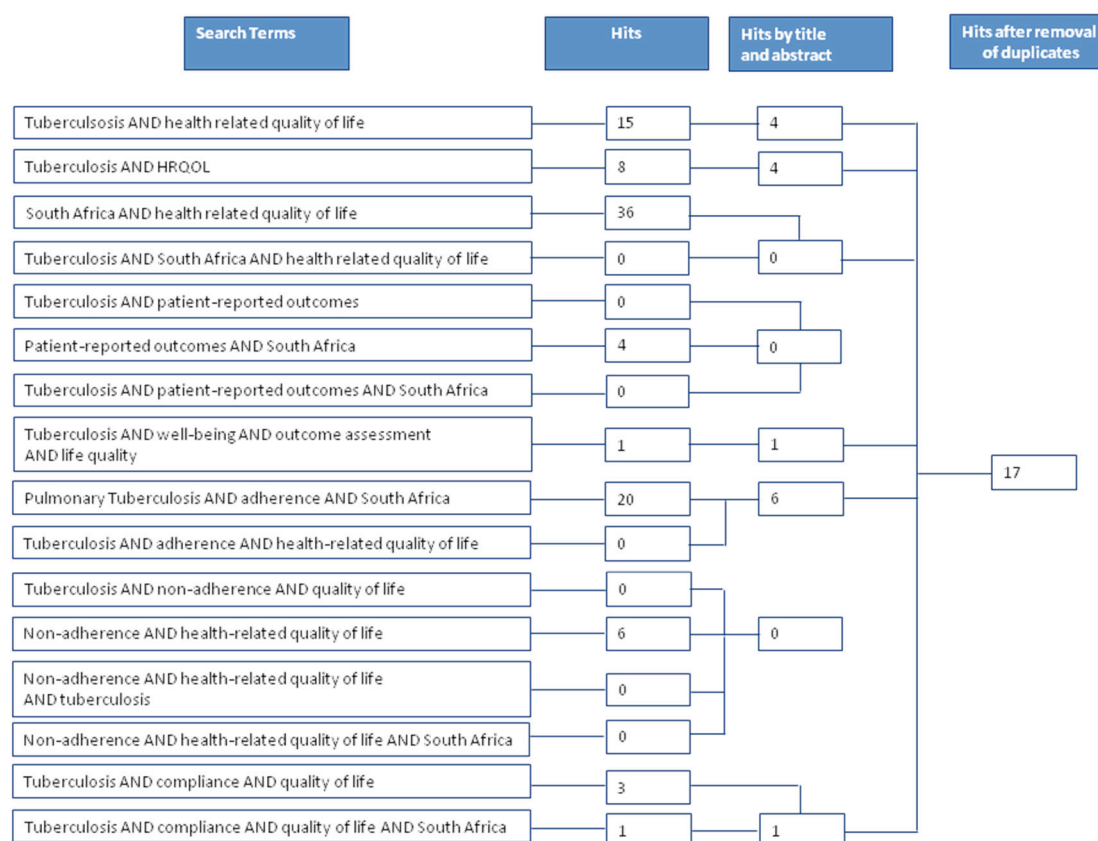 Search Terms
Hits
Hits by title
and abstract
Hits after removal
of duplicates
Tuberculsosis AND health related quality of life
15
4
Tuberculosis AND HRQOL
8
4
South Africa AND health related quality of life
36
Tuberculosis AND South Africa AND health related quality of life
0
0
Tuberculosis AND patient-reported outcomes
0
Patient-reported outcomes AND South Africa
4
0
Tuberculosis AND patient-reported outcomes AND South Africa
0
Tuberculosis AND well-being AND outcome assessment
AND life quality
1
1
17
Pulmonary Tuberculosis AND adherence AND South Africa
20
6
Tuberculosis AND adherence AND health-related quality of life
0
Tuberculosis AND non-adherence AND quality of life
0
Non-adherence AND health-related quality of life
6
0
Non-adherence AND health-related quality of life
AND tuberculosis
0
Non-adherence AND health-related quality of life AND South Africa
0
Tuberculosis AND compliance AND quality of life
3
Tuberculosis AND compliance AND quality of life AND South Africa
1
1